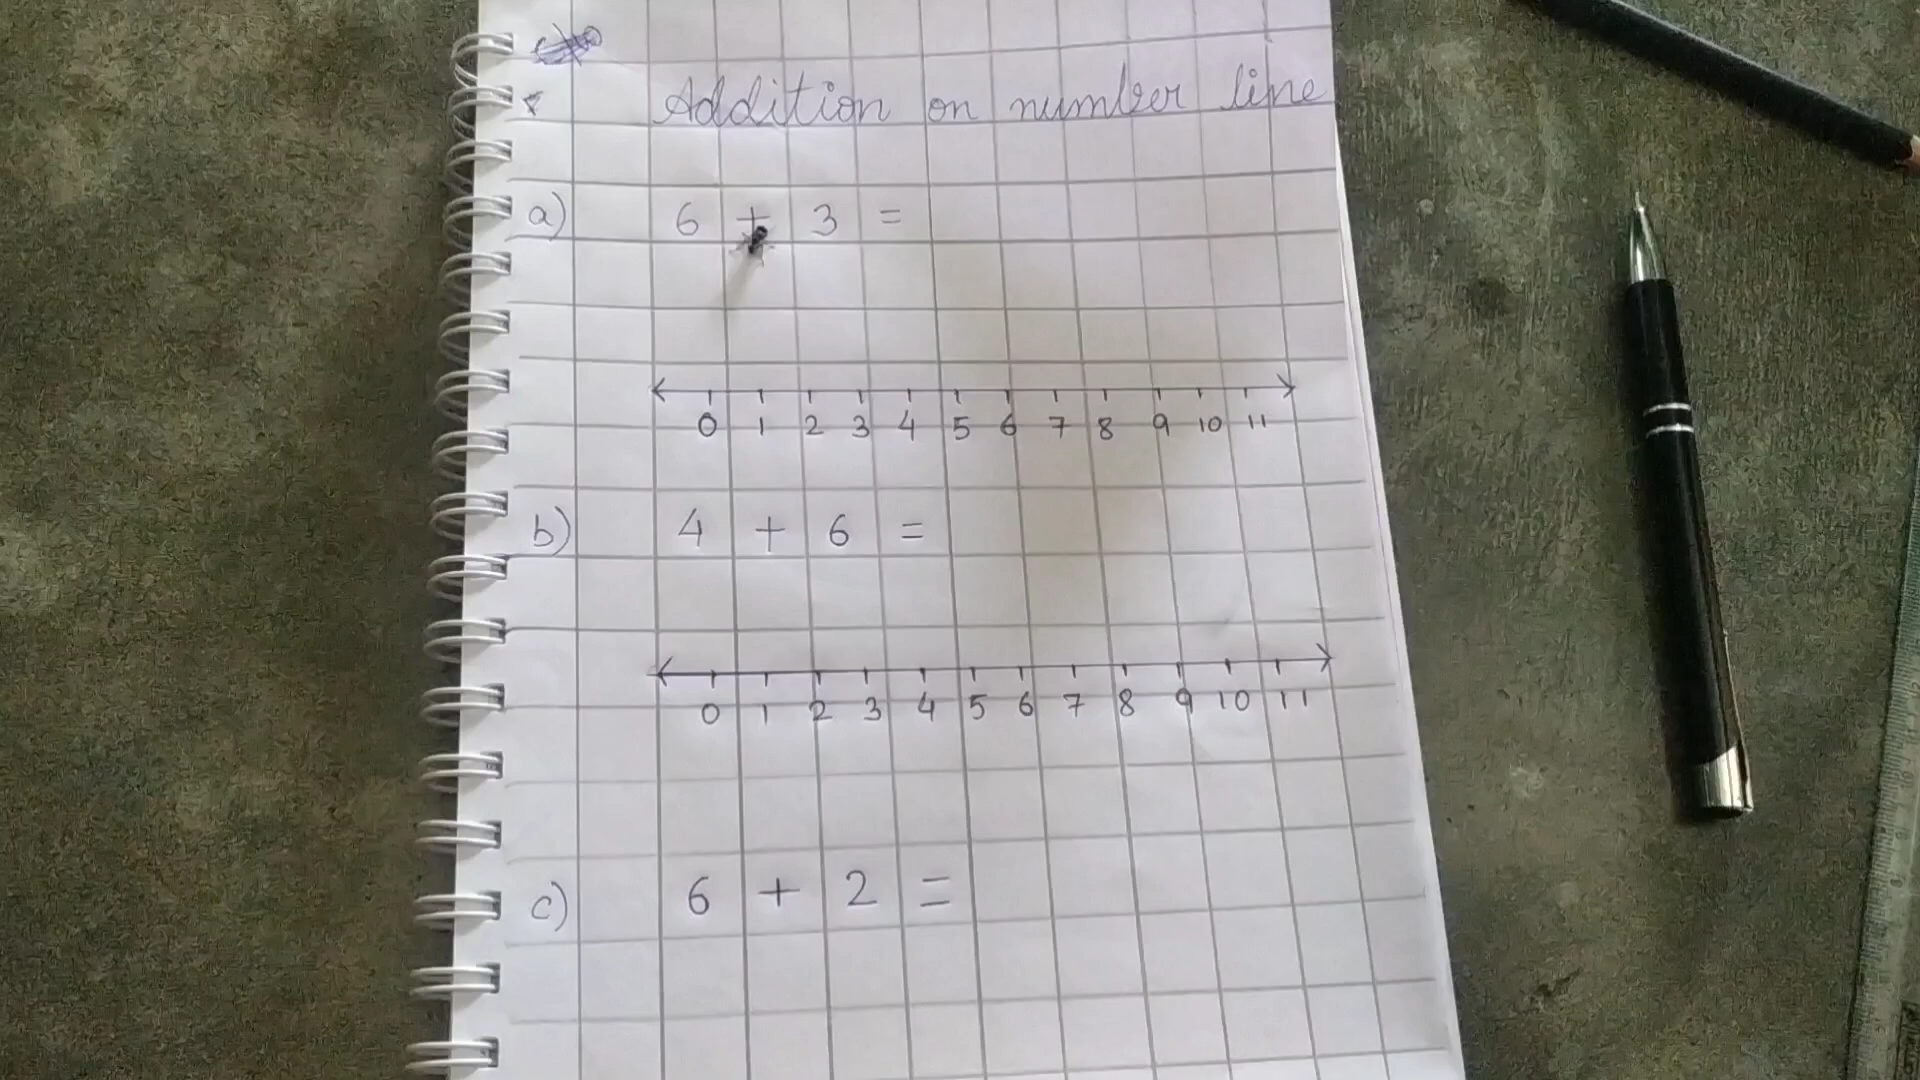 Addition on number line
a) 6 + 3 =
0 1 2 3 4 5 6 7 8 9 10 11
b) 4 + 6 =
0 1 2 3 4 5 6 7 8 9 10 11
c) 6 + 2 =